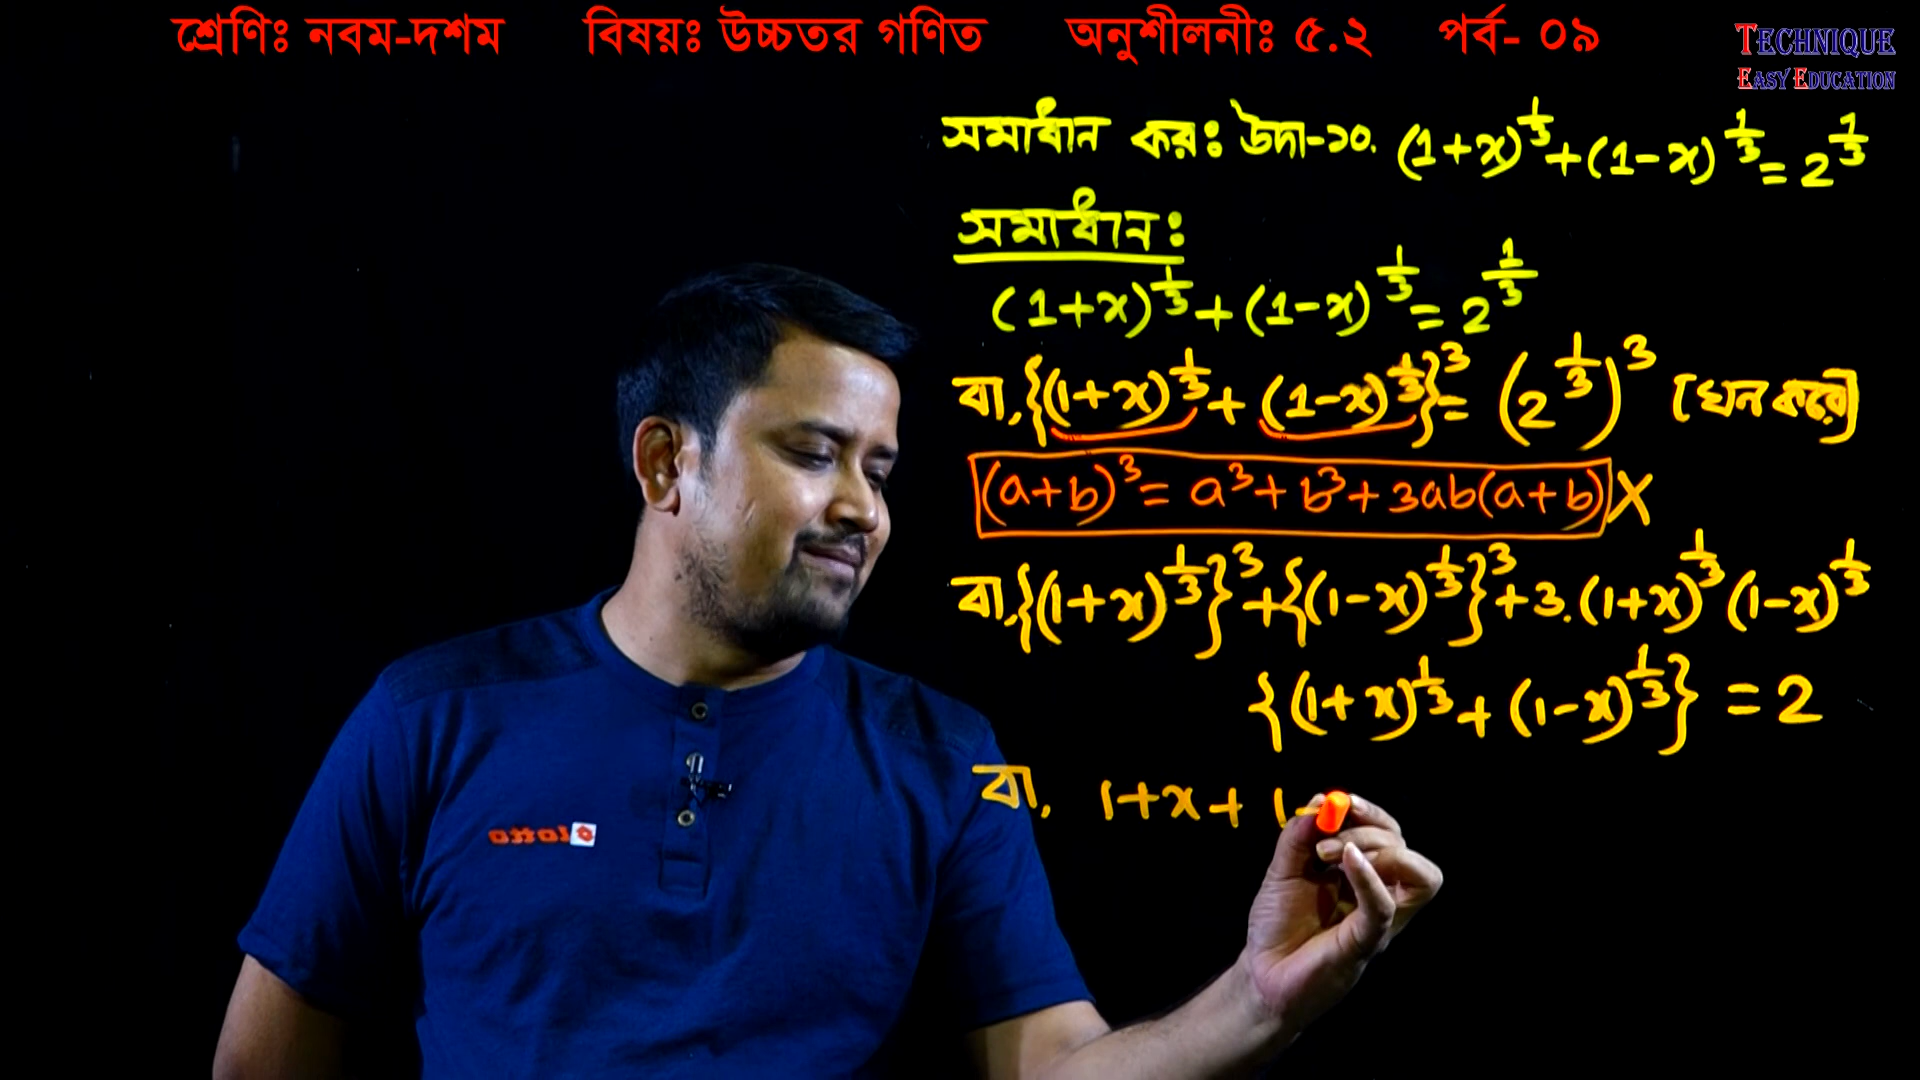 শ্রেণিঃ নবম-দশম বিষয়ঃ উচ্চতর গণিত অনুশীলনীঃ ৫.২ পর্ব- ০৯
TECHNIQUE
EASY EDUCATION
সমাধান করঃ উদা-১০. (1+x)^{1/3}+(1-x)^{1/3}=2^{1/3}
সমাধানঃ
(1+x)^{1/3}+(1-x)^{1/3}=2^{1/3}
বা, {(1+x)^{1/3}+(1-x)^{1/3}}^3=(2^{1/3})^3 [ঘন করে]
(a+b)^3=a^3+b^3+3ab(a+b) X
বা, {(1+x)^{1/3}}^3+{(1-x)^{1/3}}^3+3.(1+x)^{1/3}(1-x)^{1/3}
{(1+x)^{1/3}+(1-x)^{1/3}}=2
বা, 1+x+1-
lotto